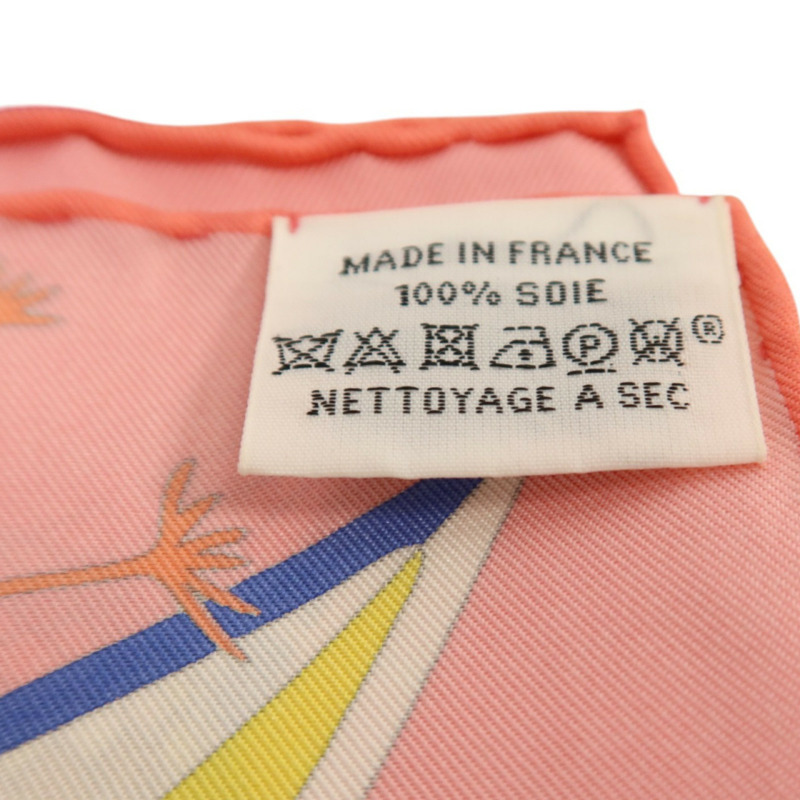 MADE IN FRANCE
100% SOIE
P W ®
NETTOYAGE A SEC